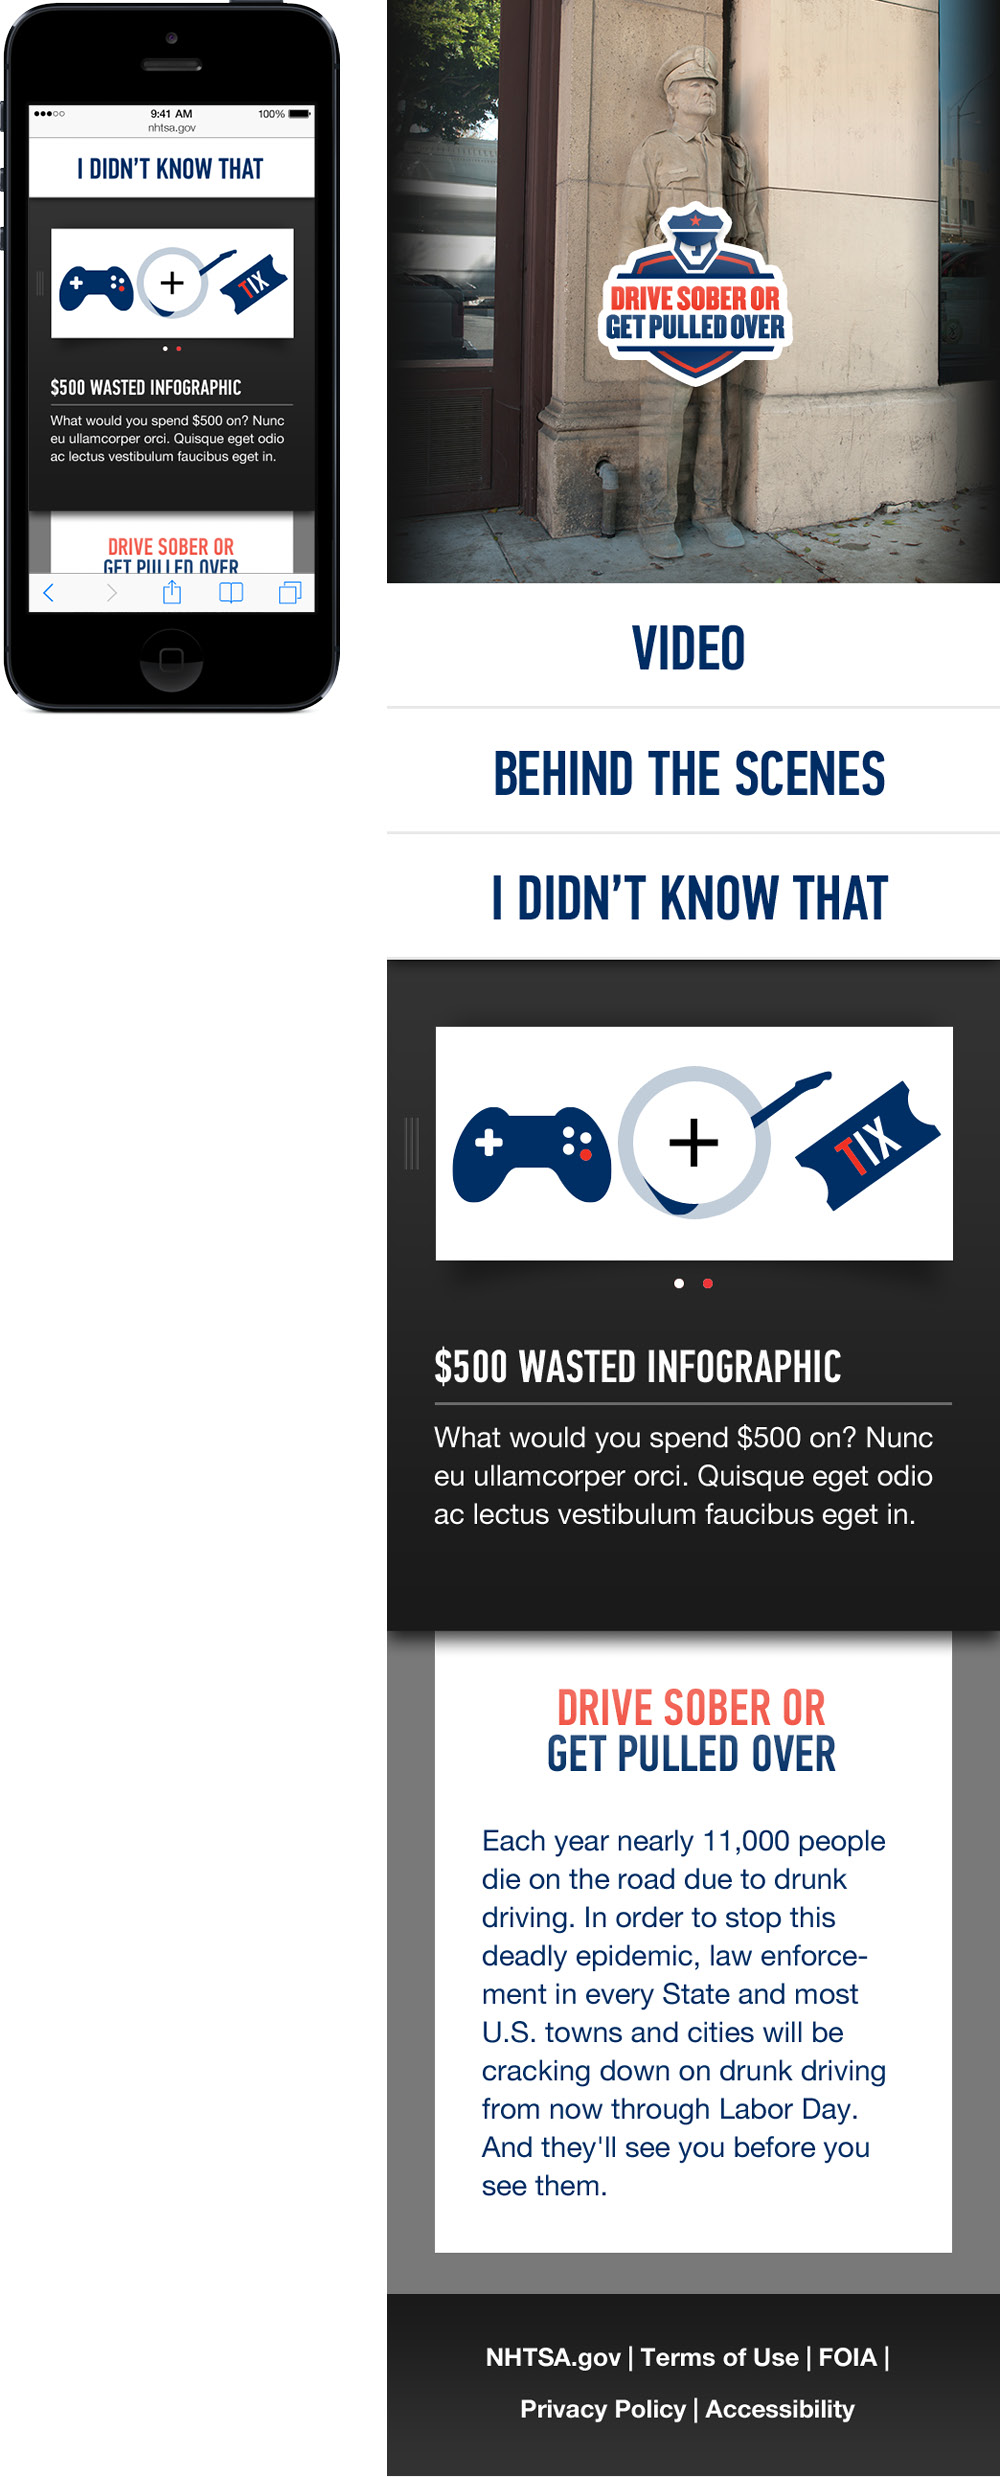 9:41 AM
100%
nhtsa.gov
I DIDN'T KNOW THAT
TIX
$500 WASTED INFOGRAPHIC
What would you spend $500 on? Nunc
eu ullamcorper orci. Quisque eget odio
ac lectus vestibulum faucibus eget in.
DRIVE SOBER OR
GET PULLED OVER
DRIVE SOBER OR
GET PULLED OVER
VIDEO
BEHIND THE SCENES
I DIDN'T KNOW THAT
TIX
$500 WASTED INFOGRAPHIC
What would you spend $500 on? Nunc
eu ullamcorper orci. Quisque eget odio
ac lectus vestibulum faucibus eget in.
DRIVE SOBER OR
GET PULLED OVER
Each year nearly 11,000 people
die on the road due to drunk
driving. In order to stop this
deadly epidemic, law enforce-
ment in every State and most
U.S. towns and cities will be
cracking down on drunk driving
from now through Labor Day.
And they'll see you before you
see them.
NHTSA.gov | Terms of Use | FOIA |
Privacy Policy | Accessibility